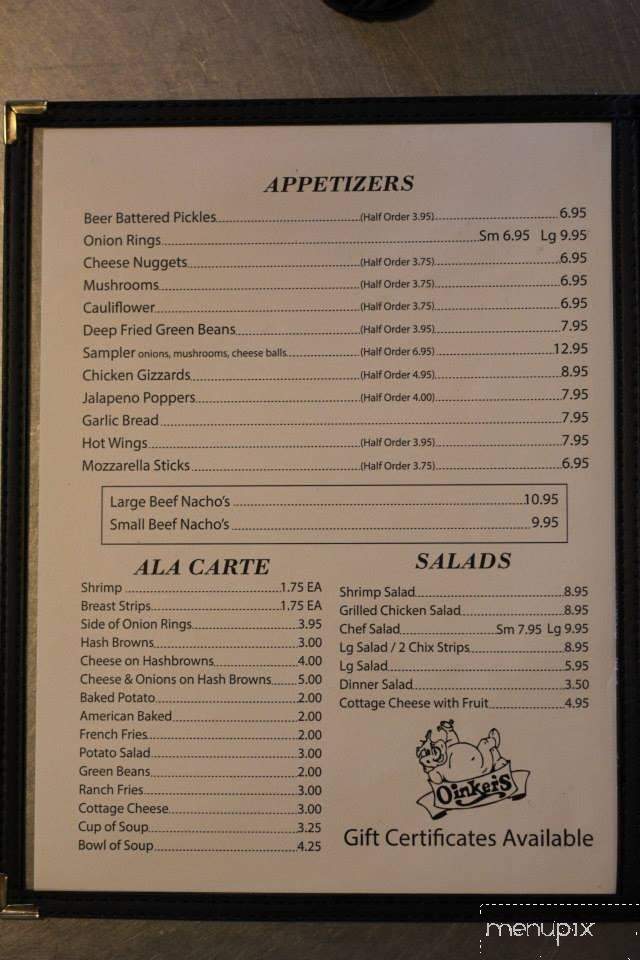 APPETIZERS
Beer Battered Pickles (Half Order 3.95) 6.95
Onion Rings Sm 6.95 Lg 9.95
Cheese Nuggets (Half Order 3.75) 6.95
Mushrooms (Half Order 3.75) 6.95
Cauliflower (Half Order 3.75) 6.95
Deep Fried Green Beans (Half Order 3.95) 7.95
Sampler onions, mushrooms, cheese balls (Half Order 6.95) 12.95
Chicken Gizzards (Half Order 4.95) 8.95
Jalapeno Poppers (Half Order 4.00) 7.95
Garlic Bread 7.95
Hot Wings (Half Order 3.95) 7.95
Mozzarella Sticks (Half Order 3.75) 6.95
Large Beef Nacho's 10.95
Small Beef Nacho's 9.95
ALA CARTE
Shrimp 1.75 EA
Breast Strips 1.75 EA
Side of Onion Rings 3.95
Hash Browns 3.00
Cheese on Hashbrowns 4.00
Cheese & Onions on Hash Browns 5.00
Baked Potato 2.00
American Baked 2.00
French Fries 2.00
Potato Salad 3.00
Green Beans 2.00
Ranch Fries 3.00
Cottage Cheese 3.00
Cup of Soup 3.25
Bowl of Soup 4.25
SALADS
Shrimp Salad 8.95
Grilled Chicken Salad 8.95
Chef Salad Sm 7.95 Lg 9.95
Lg Salad / 2 Chix Strips 8.95
Lg Salad 5.95
Dinner Salad 3.50
Cottage Cheese with Fruit 4.95
Oinkers
Gift Certificates Available
menupix